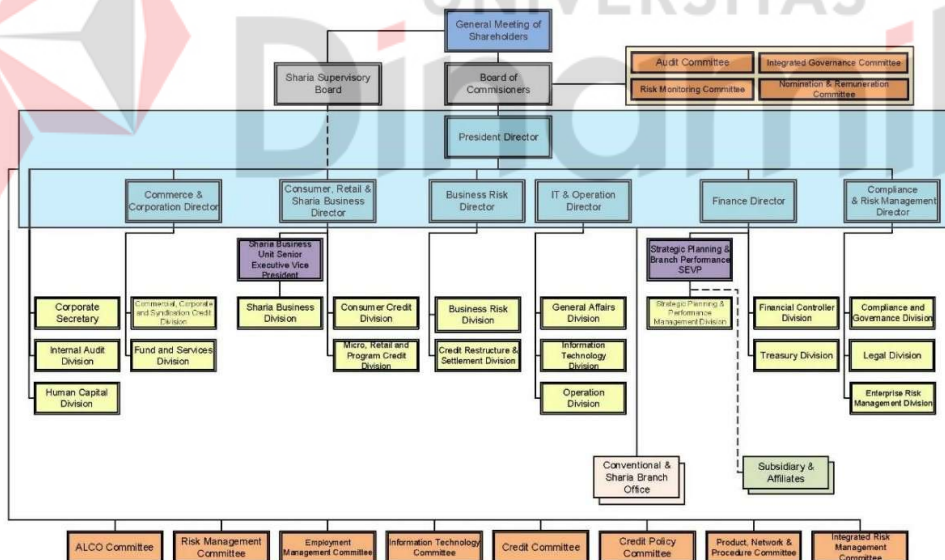 UNIVERSITAS
Dinamik
General Meeting of
Shareholders
Sharia Supervisory
Board
Board of
Commisioners
Audit Committee
Integrated Governance Committee
Risk Monitoring Committee
Nomination & Remuneration
Committee
President Director
Commerce &
Corporation Director
Consumer, Retail &
Sharia Business
Director
Business Risk
Director
IT & Operation
Director
Finance Director
Compliance
& Risk Management
Director
Sharia Business
Unit Senior
Executive Vice
President
Strategic Planning &
Branch Performance
SEVP
Corporate
Secretary
Commercial, Corporate
and Syndication Credit
Division
Sharia Business
Division
Consumer Credit
Division
Business Risk
Division
General Affairs
Division
Strategic Planning &
Performance
Management Division
Financial Controller
Division
Compliance and
Governance Division
Internal Audit
Division
Fund and Services
Division
Micro, Retail and
Program Credit
Division
Credit Restructure &
Settlement Division
Information
Technology
Division
Treasury Division
Legal Division
Human Capital
Division
Operation
Division
Enterprise Risk
Management Division
Conventional &
Sharia Branch
Office
Subsidiary &
Affiliates
ALCO Committee
Risk Management
Committee
Employment
Management Committee
Information Technology
Committee
Credit Committee
Credit Policy
Committee
Product, Network &
Procedure Committee
Integrated Risk
Management
Committee